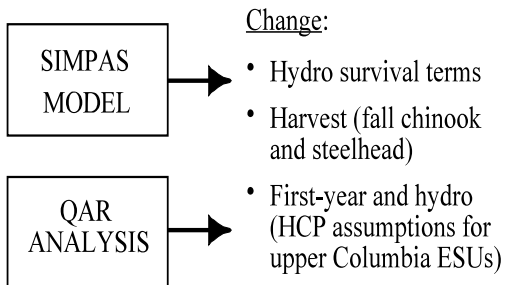 SIMPAS
MODEL
QAR
ANALYSIS
Change:
• Hydro survival terms
• Harvest (fall chinook
and steelhead)
• First-year and hydro
(HCP assumptions for
upper Columbia ESUs)